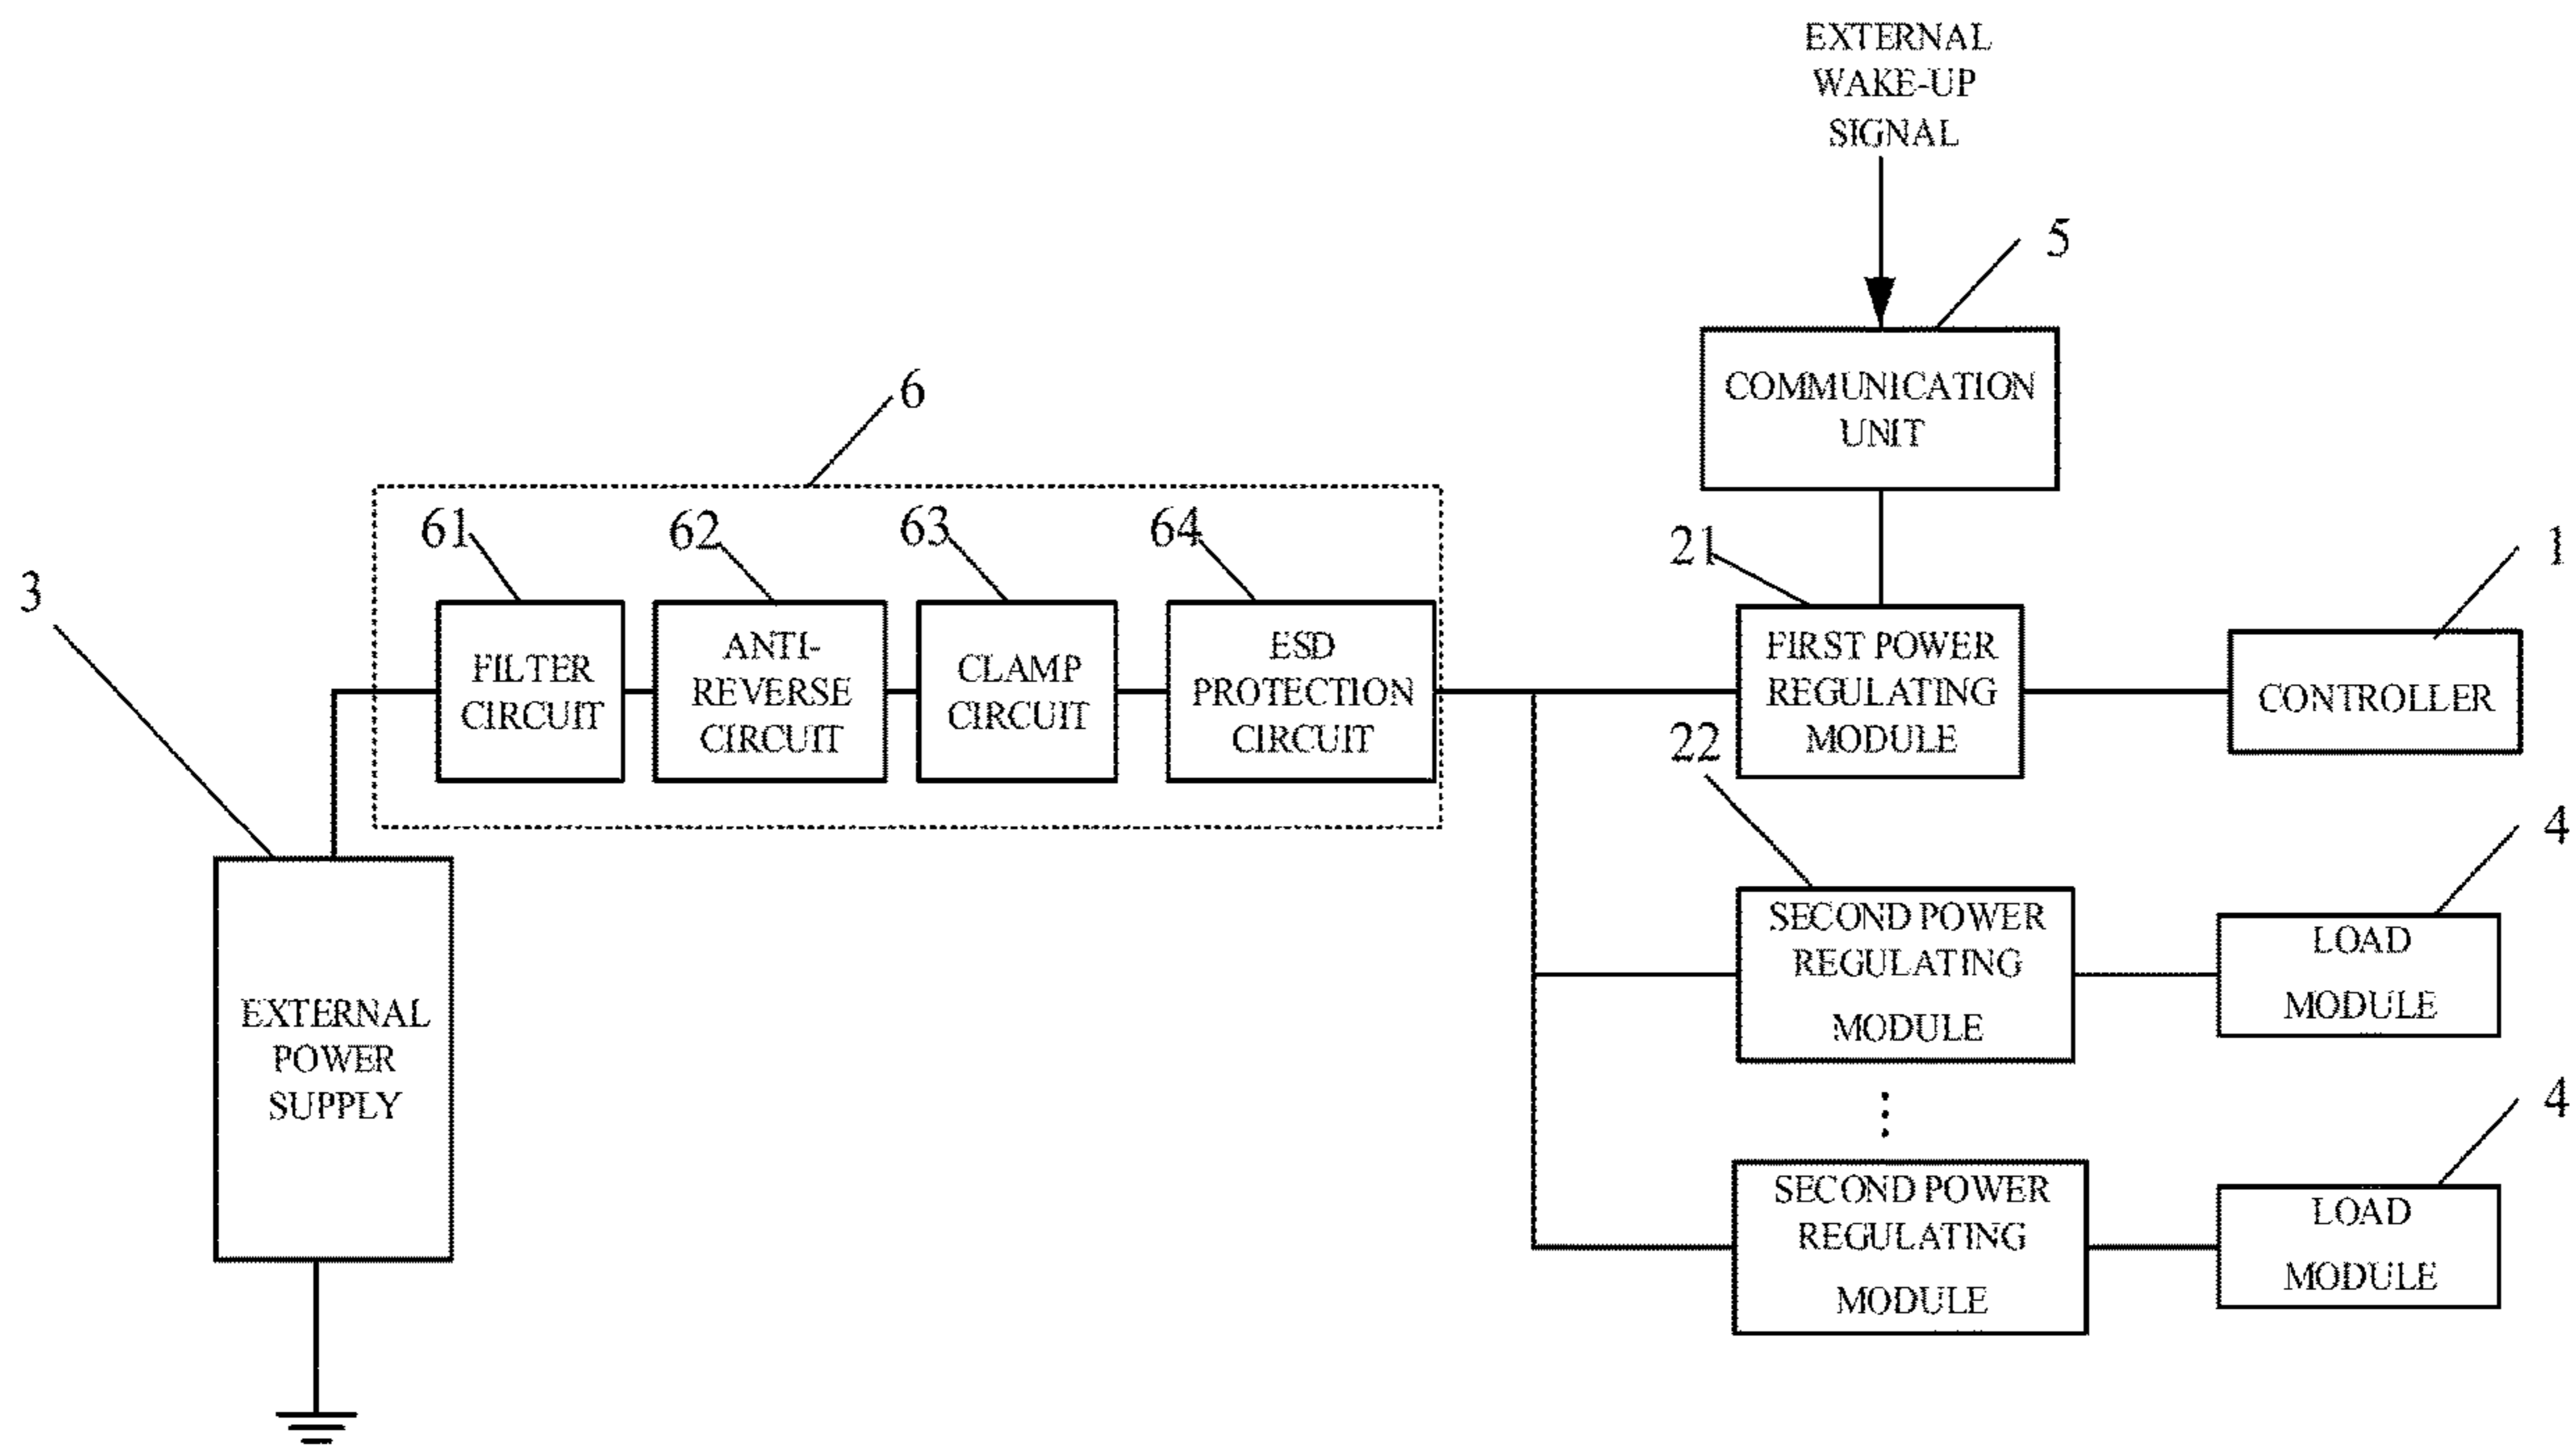 EXTERNAL
WAKE-UP
SIGNAL
5
COMMUNICATION
UNIT
6
61
62
63
64
21
1
3
FILTER
CIRCUIT
ANTI-
REVERSE
CIRCUIT
CLAMP
CIRCUIT
ESD
PROTECTION
CIRCUIT
FIRST POWER
REGULATING
MODULE
CONTROLLER
22
4
SECOND POWER
REGULATING
MODULE
LOAD
MODULE
EXTERNAL
POWER
SUPPLY
4
SECOND POWER
REGULATING
MODULE
LOAD
MODULE